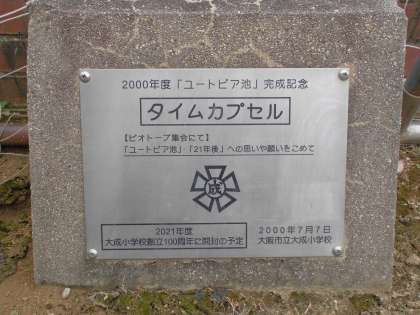 2000年度「ユートピア池」完成記念
タイムカプセル
【ビオトープ集会にて】
「ユートピア池」・「21年後」への思いや願いをこめて
成
2021年度
大成小学校創立100周年に開封の予定
2000年7月7日
大阪市立大成小学校